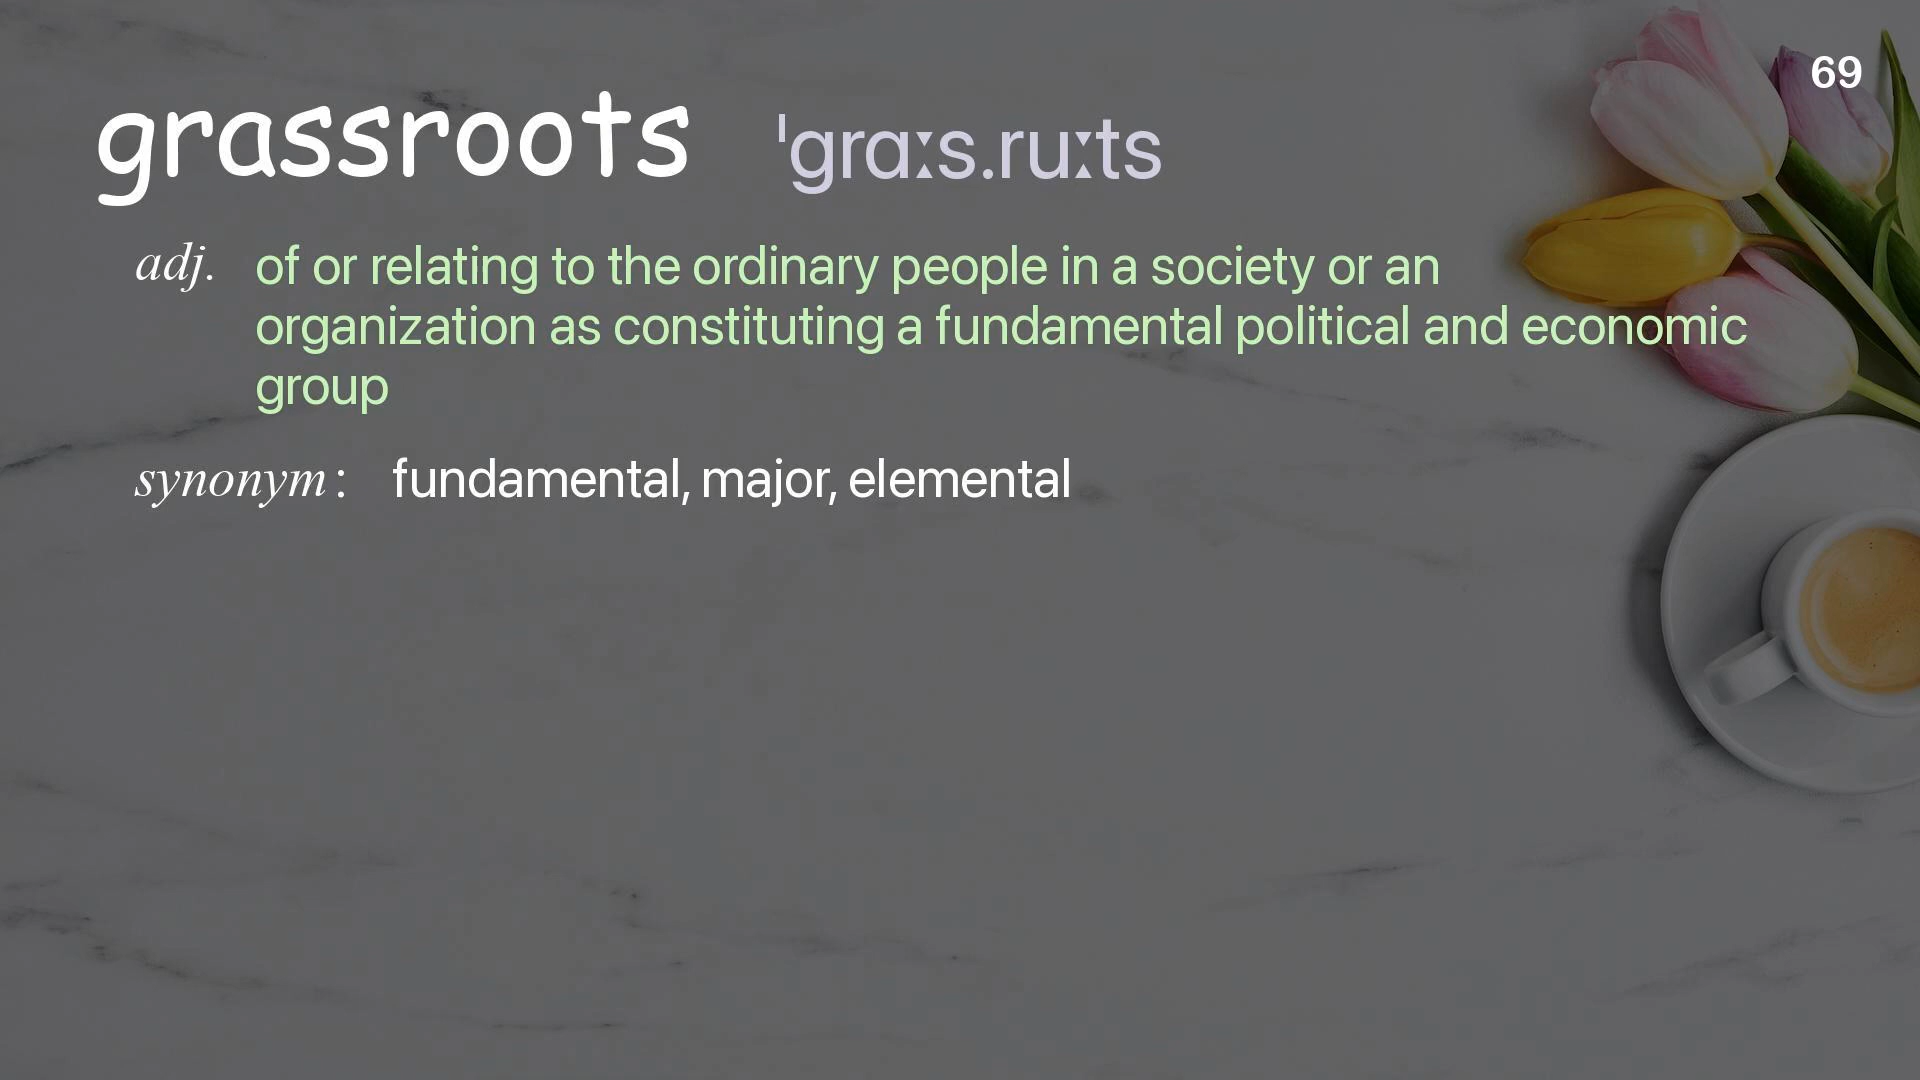 69
grassroots ˈɡrɑːs.ruːts
adj. of or relating to the ordinary people in a society or an
organization as constituting a fundamental political and economic
group
synonym : fundamental, major, elemental